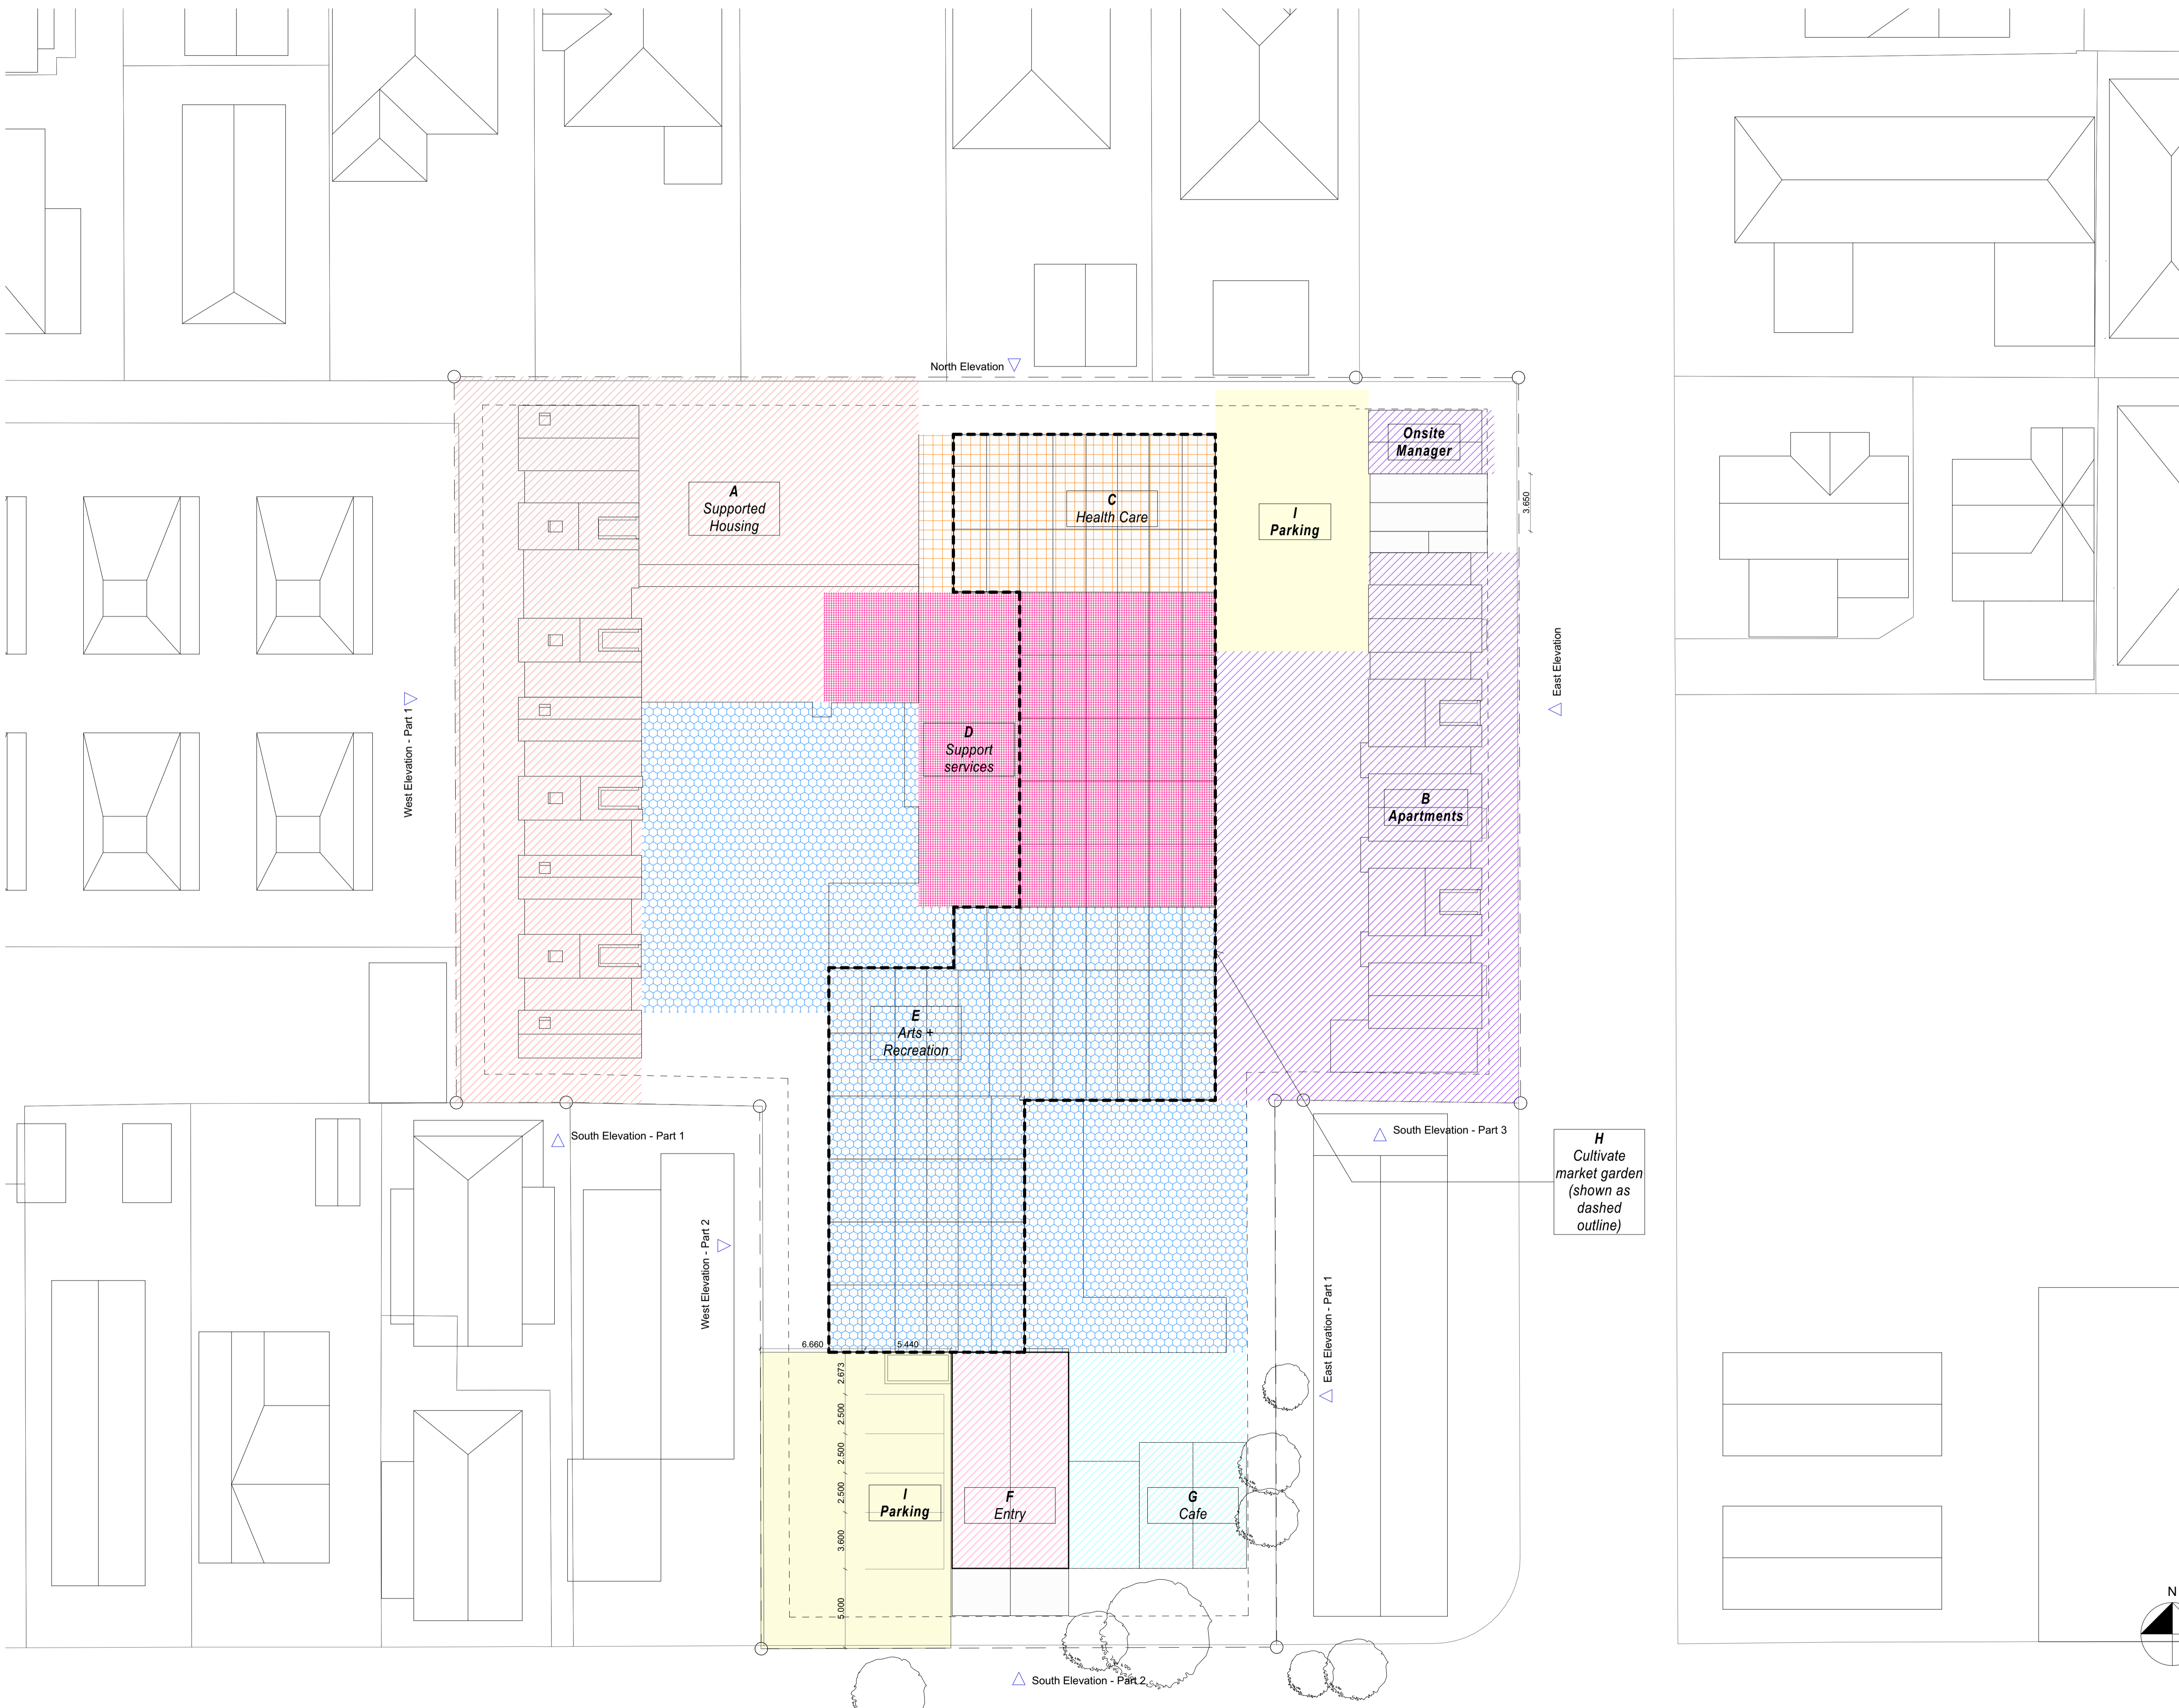 North Elevation
Onsite
Manager
A
Supported
Housing
C
Health Care
I
Parking
3.650
East Elevation
West Elevation - Part 1
D
Support
services
B
Apartments
E
Arts +
Recreation
South Elevation - Part 1
South Elevation - Part 3
H
Cultivate
market garden
(shown as
dashed
outline)
West Elevation - Part 2
East Elevation - Part 1
6.660
5.440
2.673
2.500
2.500
2.500
3.600
5.000
I
Parking
F
Entry
G
Cafe
N
South Elevation - Part 2